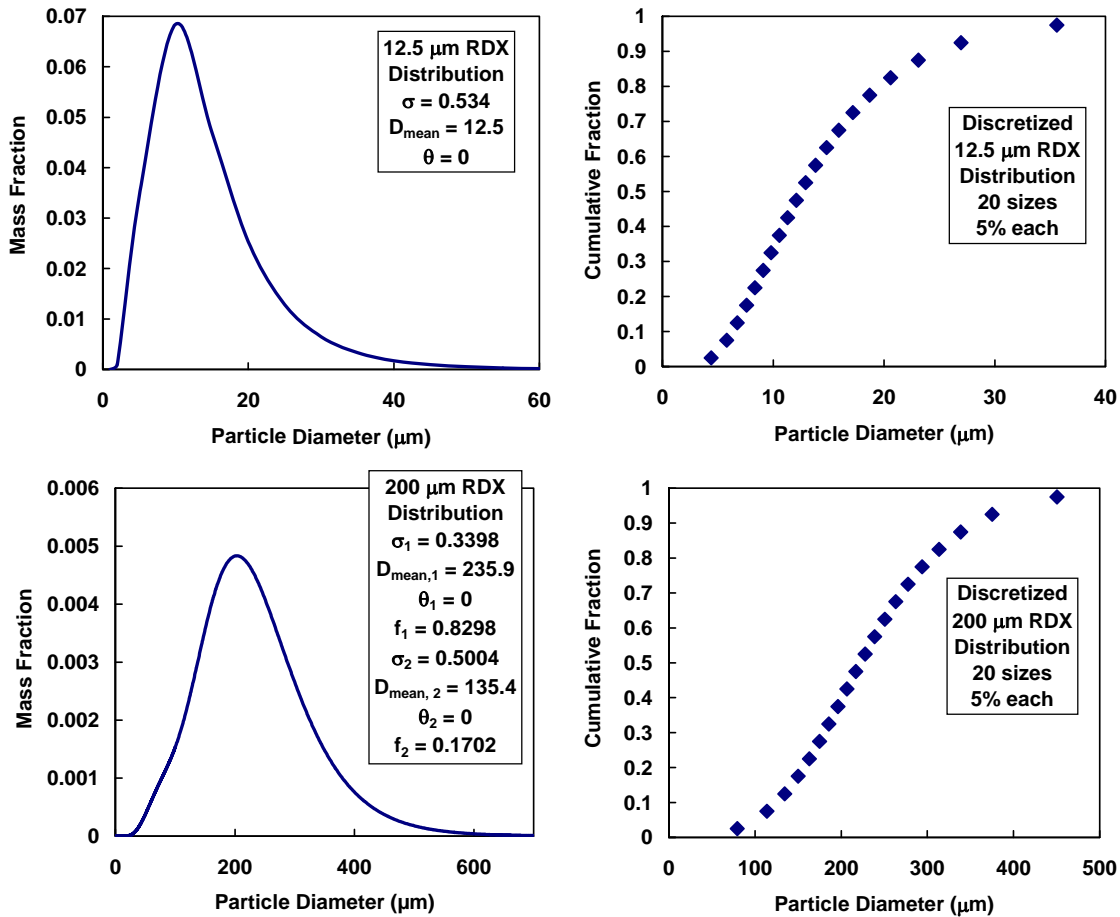 0.07
0.06
0.05
0.04
0.03
0.02
0.01
0
Mass Fraction
12.5 µm RDX
Distribution
σ = 0.534
Dmean = 12.5
θ = 0
0 20 40 60
Particle Diameter (µm)
1
0.9
0.8
0.7
0.6
0.5
0.4
0.3
0.2
0.1
0
Cumulative Fraction
Discretized
12.5 µm RDX
Distribution
20 sizes
5% each
0 10 20 30 40
Particle Diameter (µm)
0.006
0.005
0.004
0.003
0.002
0.001
0
Mass Fraction
200 µm RDX
Distribution
σ1 = 0.3398
Dmean,1 = 235.9
θ1 = 0
f1 = 0.8298
σ2 = 0.5004
Dmean, 2 = 135.4
θ2 = 0
f2 = 0.1702
0 200 400 600
Particle Diameter (µm)
1
0.9
0.8
0.7
0.6
0.5
0.4
0.3
0.2
0.1
0
Cumulative Fraction
Discretized
200 µm RDX
Distribution
20 sizes
5% each
0 100 200 300 400 500
Particle Diameter (µm)